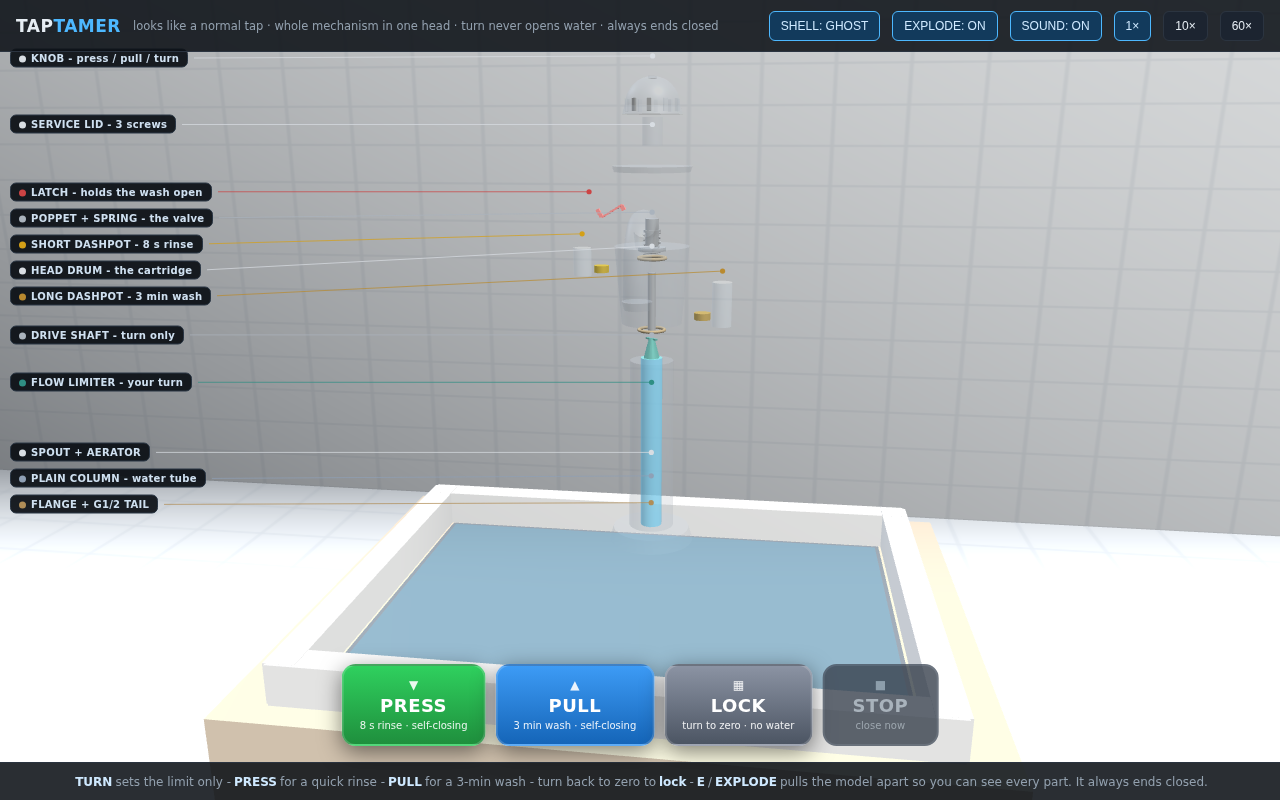 TAPTAMER looks like a normal tap · whole mechanism in one head · turn never opens water · always ends closed SHELL: GHOST EXPLODE: ON SOUND: ON 1× 10× 60×
KNOB - press / pull / turn
SERVICE LID - 3 screws
LATCH - holds the wash open
POPPET + SPRING - the valve
SHORT DASHPOT - 8 s rinse
HEAD DRUM - the cartridge
LONG DASHPOT - 3 min wash
DRIVE SHAFT - turn only
FLOW LIMITER - your turn
SPOUT + AERATOR
PLAIN COLUMN - water tube
FLANGE + G1/2 TAIL
▼ PRESS
8 s rinse · self-closing
▲ PULL
3 min wash · self-closing
▦ LOCK
turn to zero · no water
■ STOP
close now
TURN sets the limit only - PRESS for a quick rinse - PULL for a 3-min wash - turn back to zero to lock - E / EXPLODE pulls the model apart so you can see every part. It always ends closed.